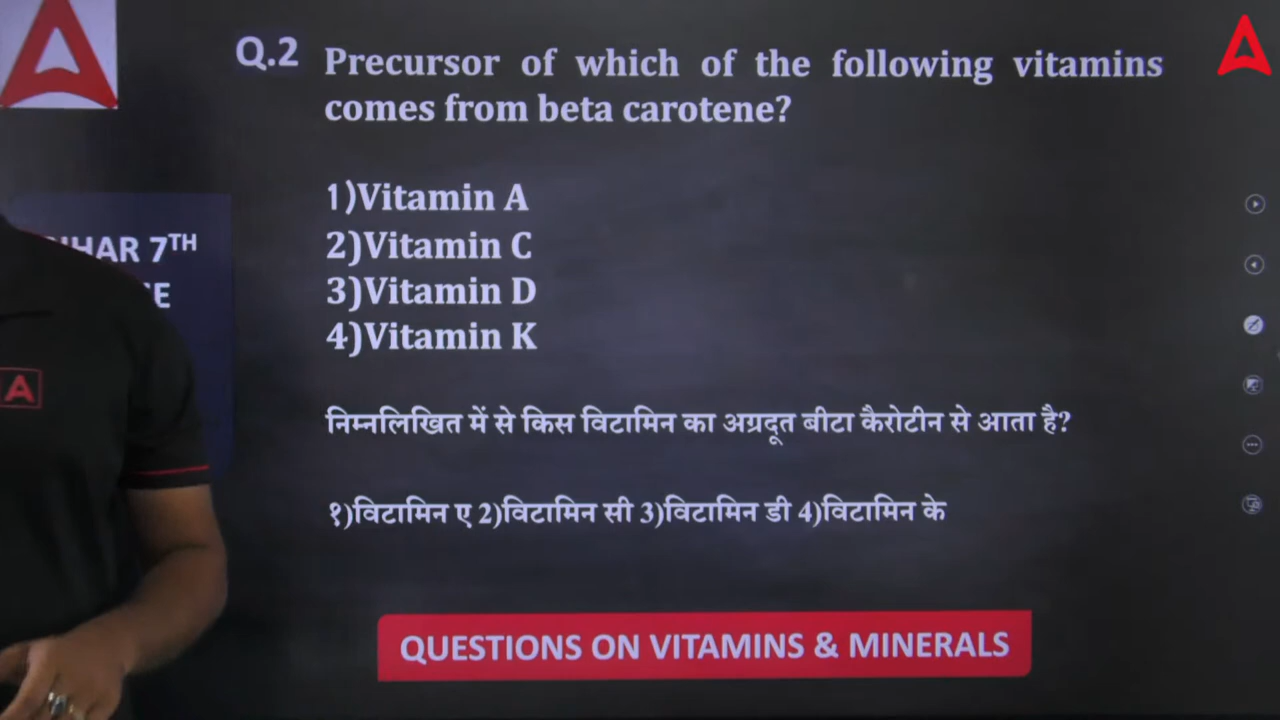 Q.2 Precursor of which of the following vitamins
comes from beta carotene?
1)Vitamin A
2)Vitamin C
3)Vitamin D
4)Vitamin K
निम्नलिखित में से किस विटामिन का अग्रदूत बीटा कैरोटीन से आता है?
१)विटामिन ए 2)विटामिन सी 3)विटामिन डी 4)विटामिन के
QUESTIONS ON VITAMINS & MINERALS
7TH
A